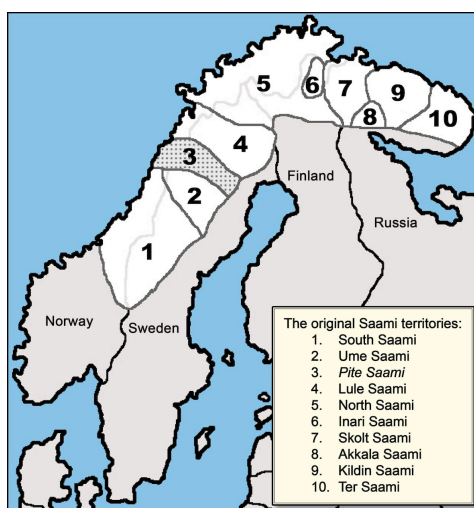 5
6
7
9
10
8
4
3
2
1
Finland
Russia
Norway
Sweden
The original Saami territories:
1. South Saami
2. Ume Saami
3. Pite Saami
4. Lule Saami
5. North Saami
6. Inari Saami
7. Skolt Saami
8. Akkala Saami
9. Kildin Saami
10. Ter Saami